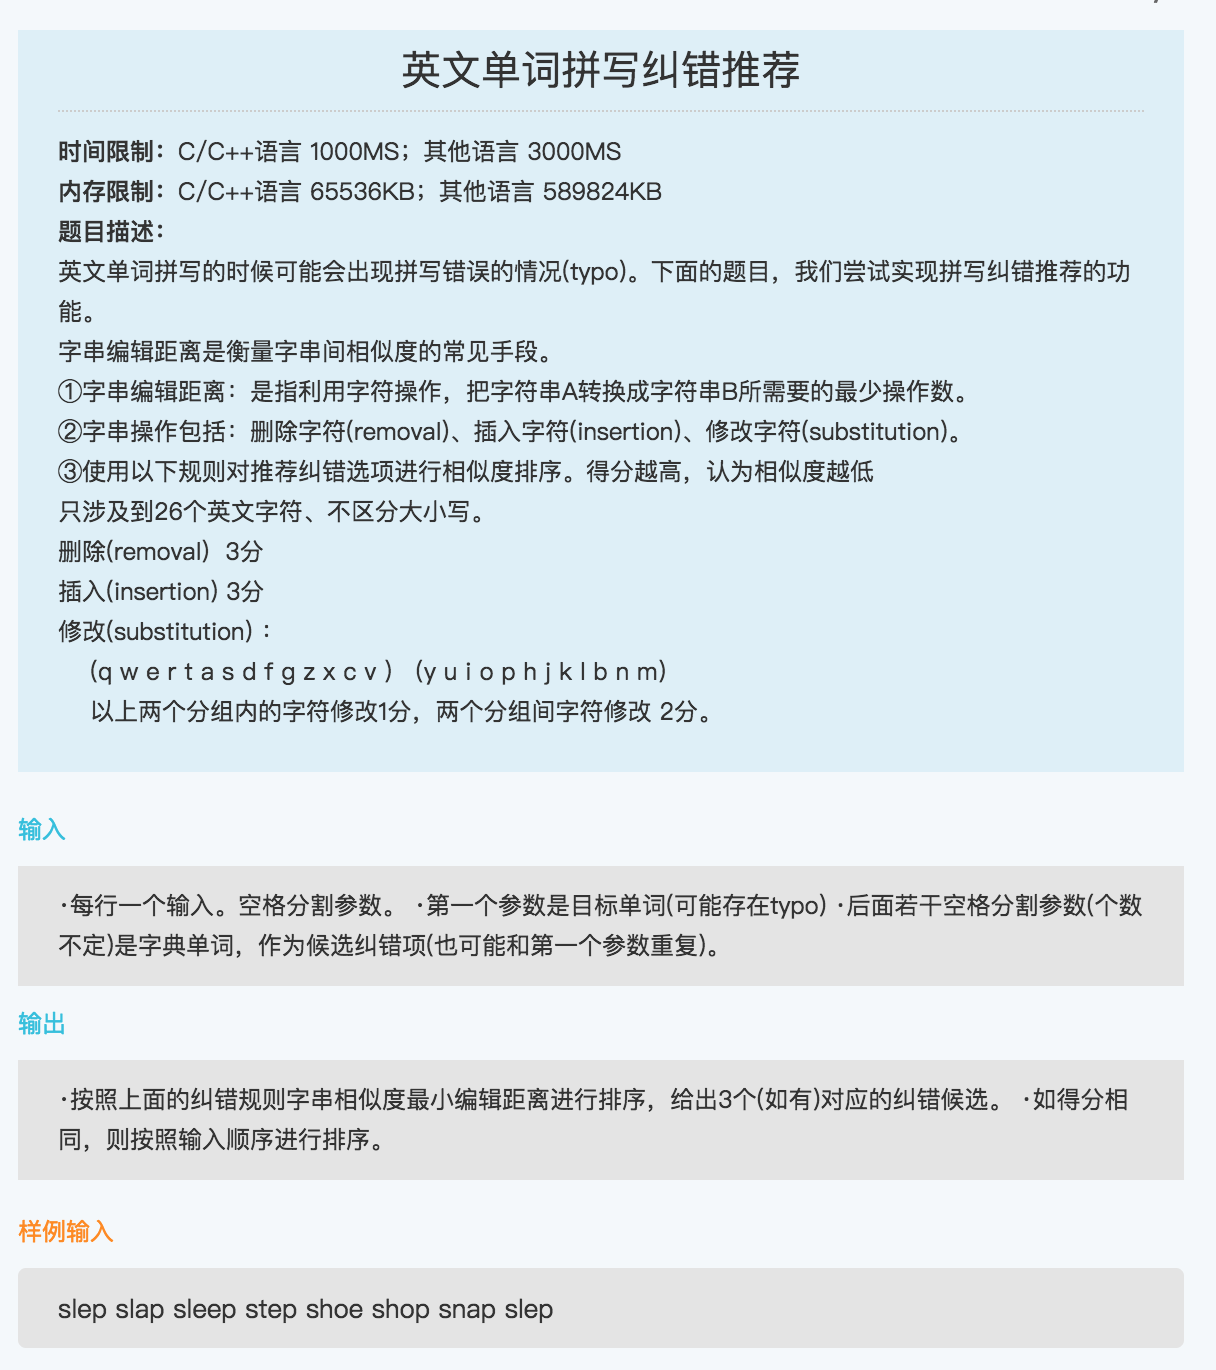 英文单词拼写纠错推荐
时间限制：C/C++语言 1000MS；其他语言 3000MS
内存限制：C/C++语言 65536KB；其他语言 589824KB
题目描述：
英文单词拼写的时候可能会出现拼写错误的情况(typo)。下面的题目，我们尝试实现拼写纠错推荐的功
能。
字串编辑距离是衡量字串间相似度的常见手段。
①字串编辑距离：是指利用字符操作，把字符串A转换成字符串B所需要的最少操作数。
②字串操作包括：删除字符(removal)、插入字符(insertion)、修改字符(substitution)。
③使用以下规则对推荐纠错选项进行相似度排序。得分越高，认为相似度越低
只涉及到26个英文字符、不区分大小写。
删除(removal) 3分
插入(insertion) 3分
修改(substitution)：
(q w e r t a s d f g z x c v ) (y u i o p h j k l b n m)
以上两个分组内的字符修改1分，两个分组间字符修改 2分。
输入
·每行一个输入。空格分割参数。 ·第一个参数是目标单词(可能存在typo) ·后面若干空格分割参数(个数
不定)是字典单词，作为候选纠错项(也可能和第一个参数重复)。
输出
·按照上面的纠错规则字串相似度最小编辑距离进行排序，给出3个(如有)对应的纠错候选。 ·如得分相
同，则按照输入顺序进行排序。
样例输入
slep slap sleep step shoe shop snap slep